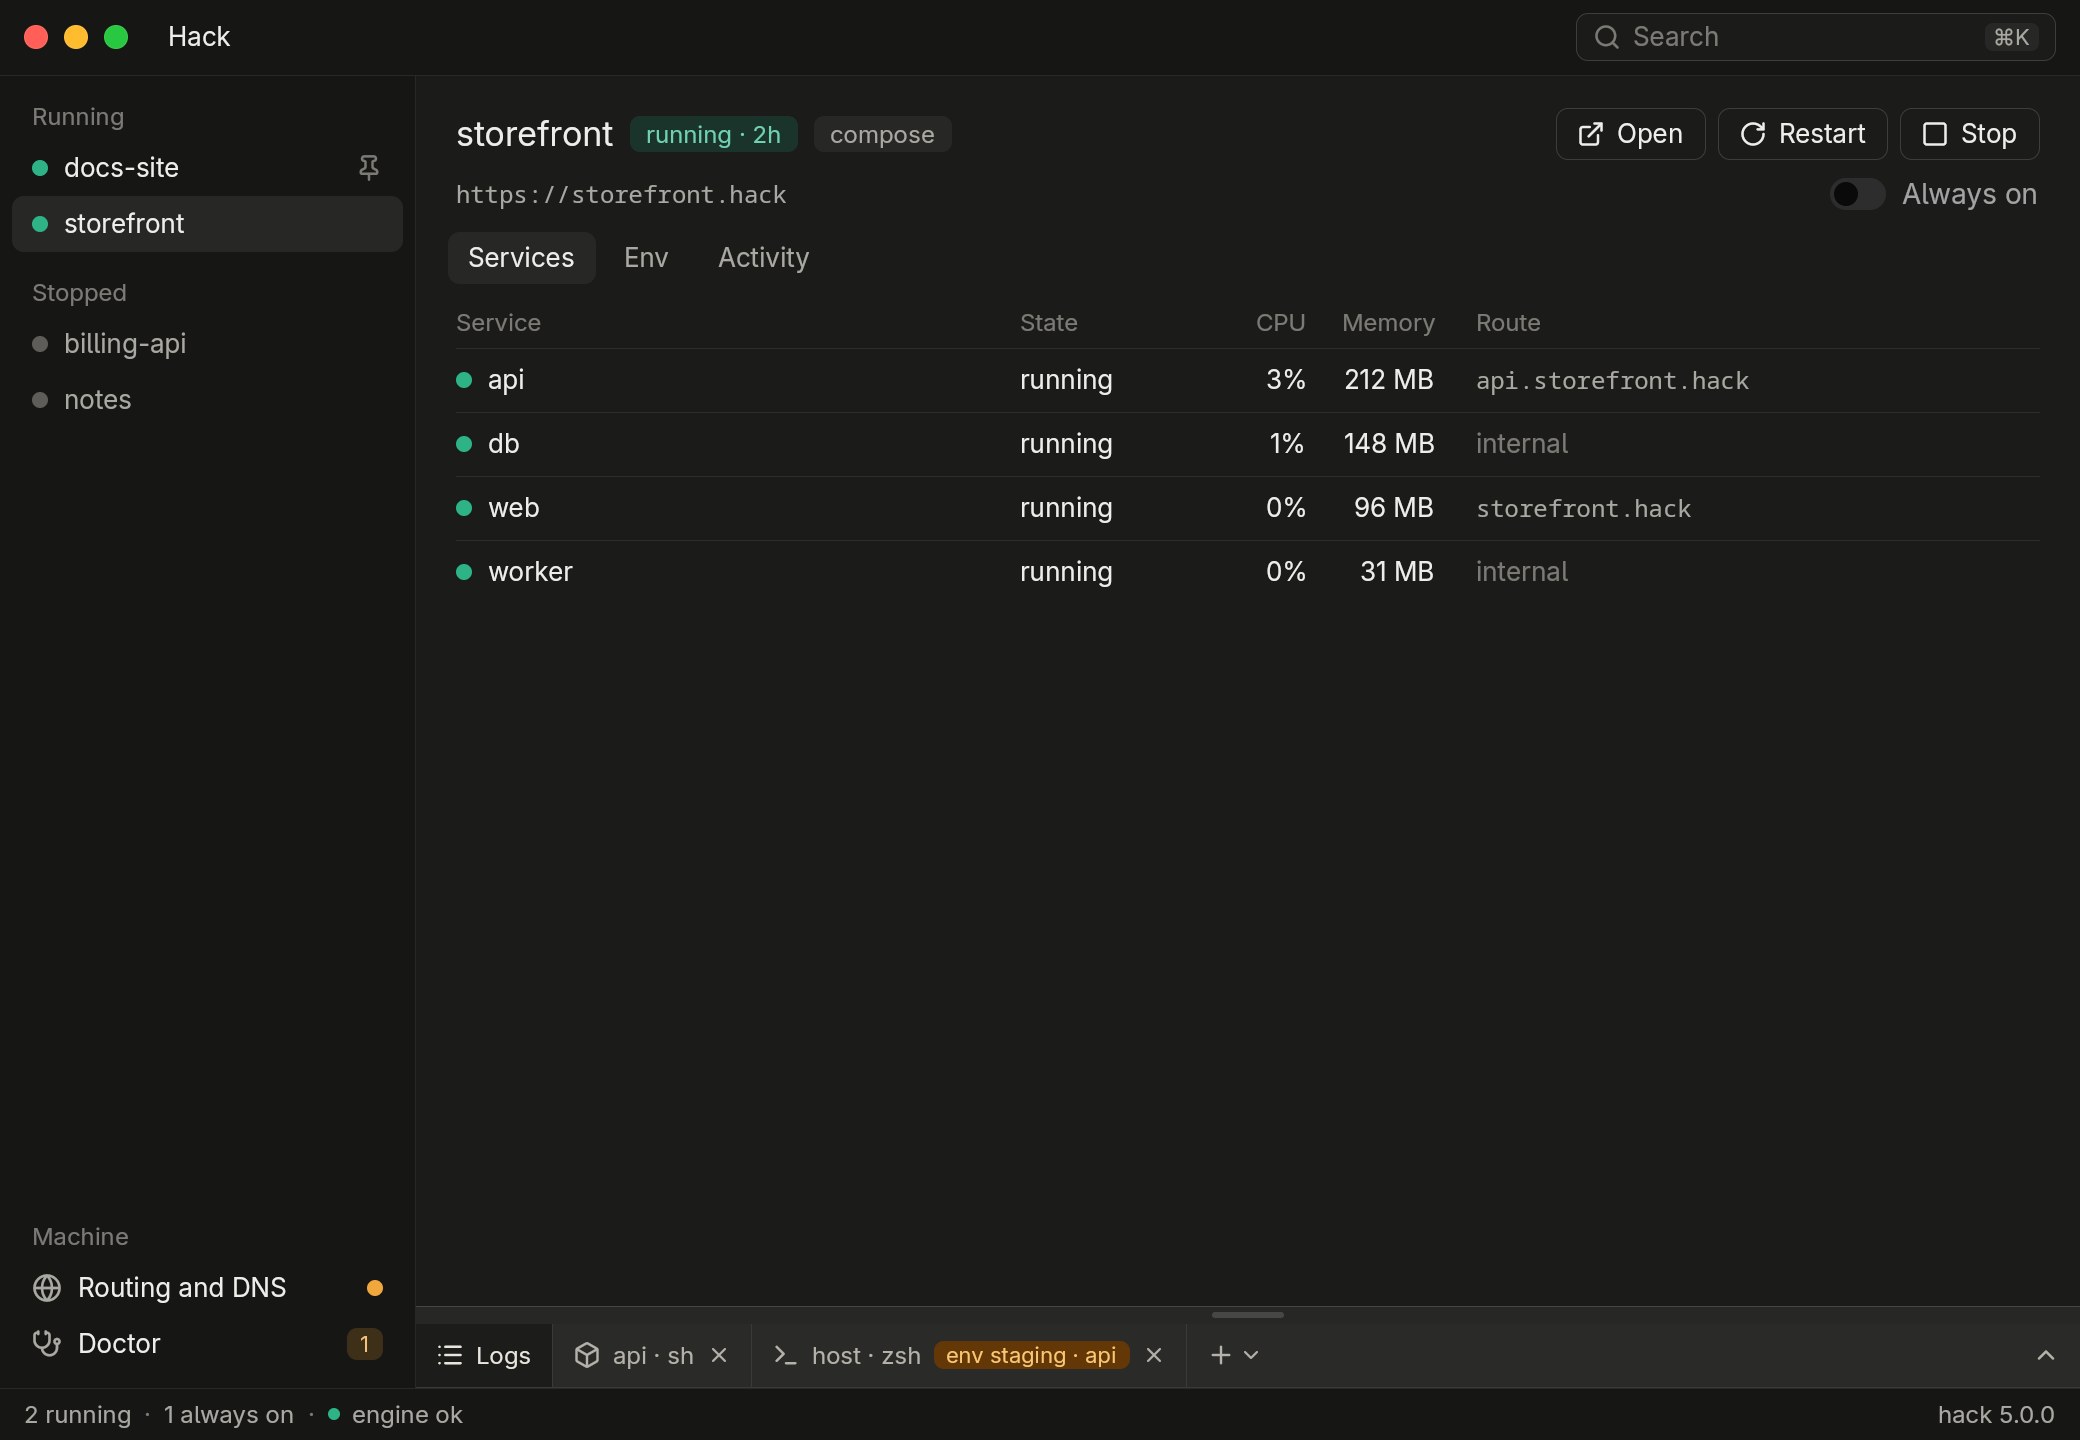 Hack
Search ⌘K
Running
docs-site
storefront
Stopped
billing-api
notes
Machine
Routing and DNS
Doctor 1
storefront running · 2h compose
Open Restart Stop
https://storefront.hack
Always on
Services Env Activity
Service State CPU Memory Route
api running 3% 212 MB api.storefront.hack
db running 1% 148 MB internal
web running 0% 96 MB storefront.hack
worker running 0% 31 MB internal
Logs api · sh host · zsh env staging · api
2 running · 1 always on · engine ok
hack 5.0.0